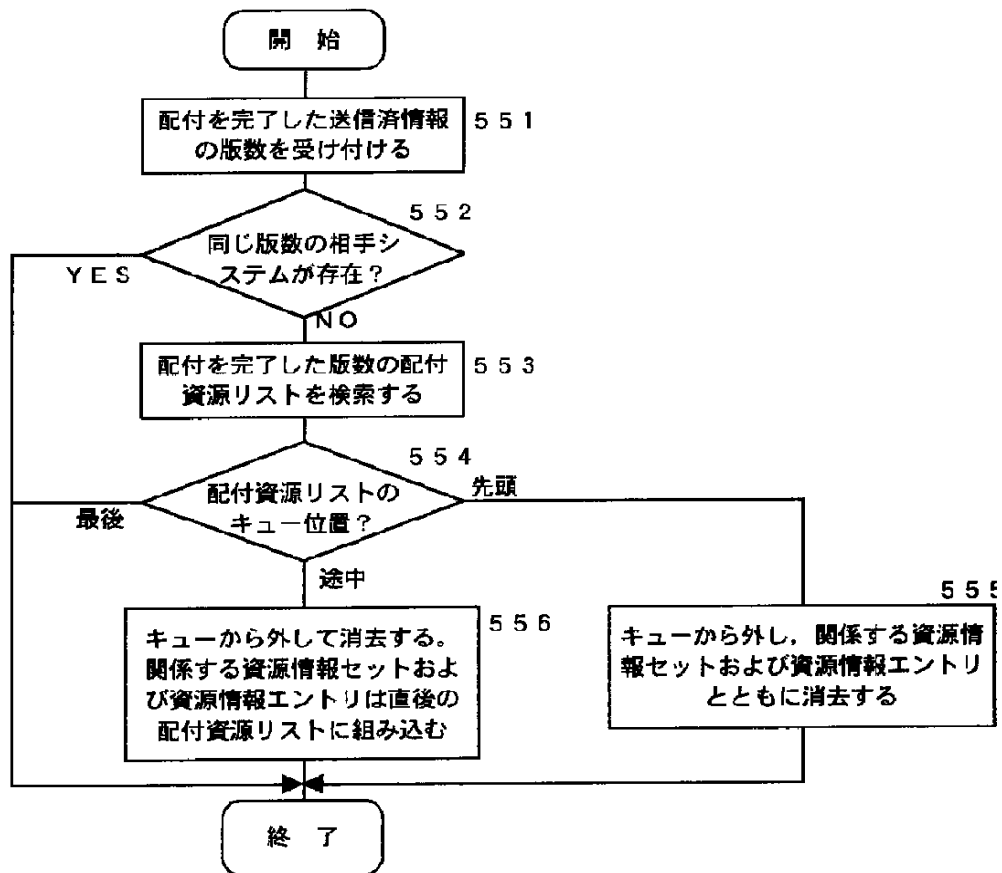 開　始
配付を完了した送信済情報
の版数を受け付ける
５５１
５５２
同じ版数の相手シ
ステムが存在？
ＹＥＳ
ＮＯ
配付を完了した版数の配付
資源リストを検索する
５５３
５５４
配付資源リストの
キュー位置？
先頭
最後
途中
５５５
キューから外して消去する。
関係する資源情報セットおよ
び資源情報エントリは直後の
配付資源リストに組み込む
５５６
キューから外し，関係する資源情
報セットおよび資源情報エントリ
とともに消去する
終　了